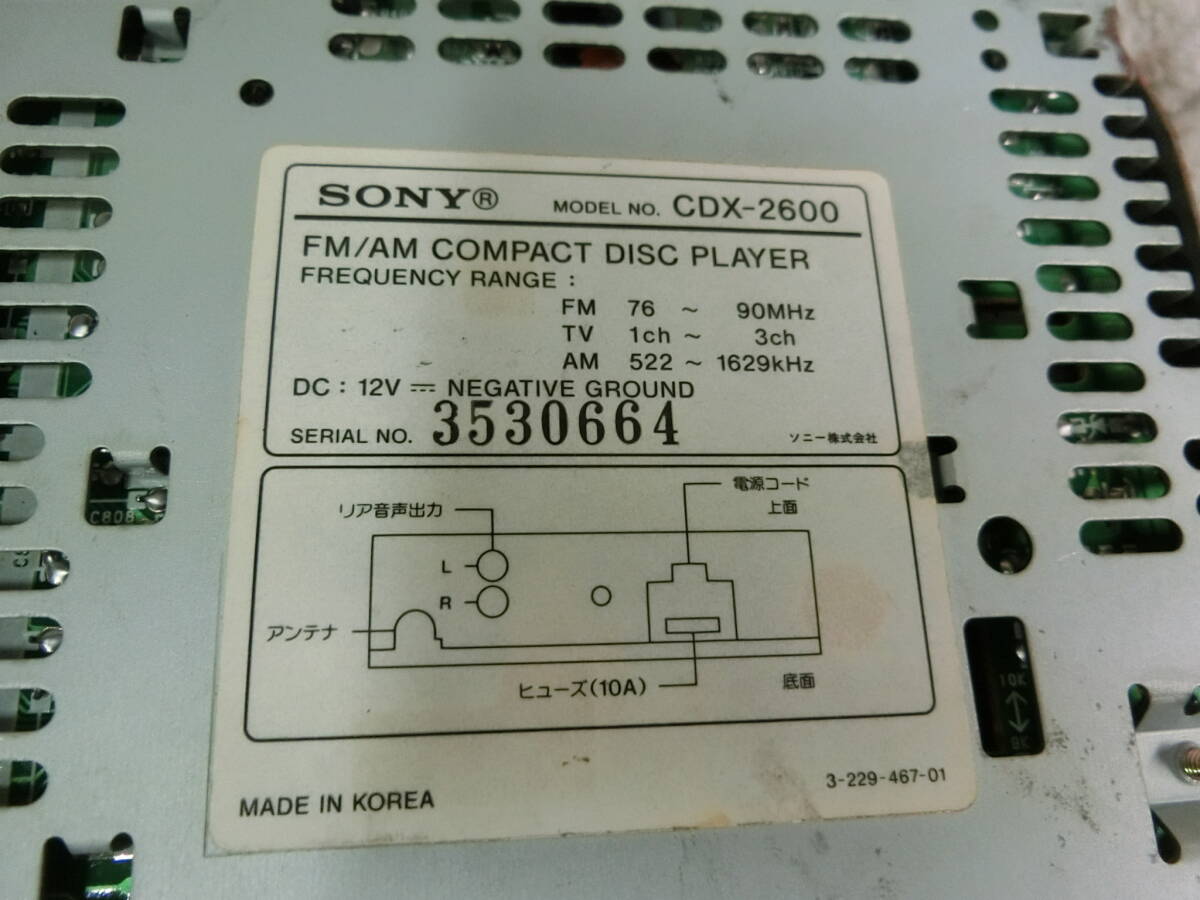 SONY® MODEL NO. CDX-2600
FM/AM COMPACT DISC PLAYER
FREQUENCY RANGE :
FM 76 ~ 90MHz
TV 1ch ~ 3ch
AM 522 ~ 1629kHz
DC : 12V ⎓ NEGATIVE GROUND
SERIAL NO. 3530664 ソニー株式会社
電源コード
リア音声出力 上面
L
R
アンテナ
ヒューズ(10A) 底面
3-229-467-01
MADE IN KOREA
C808
10K